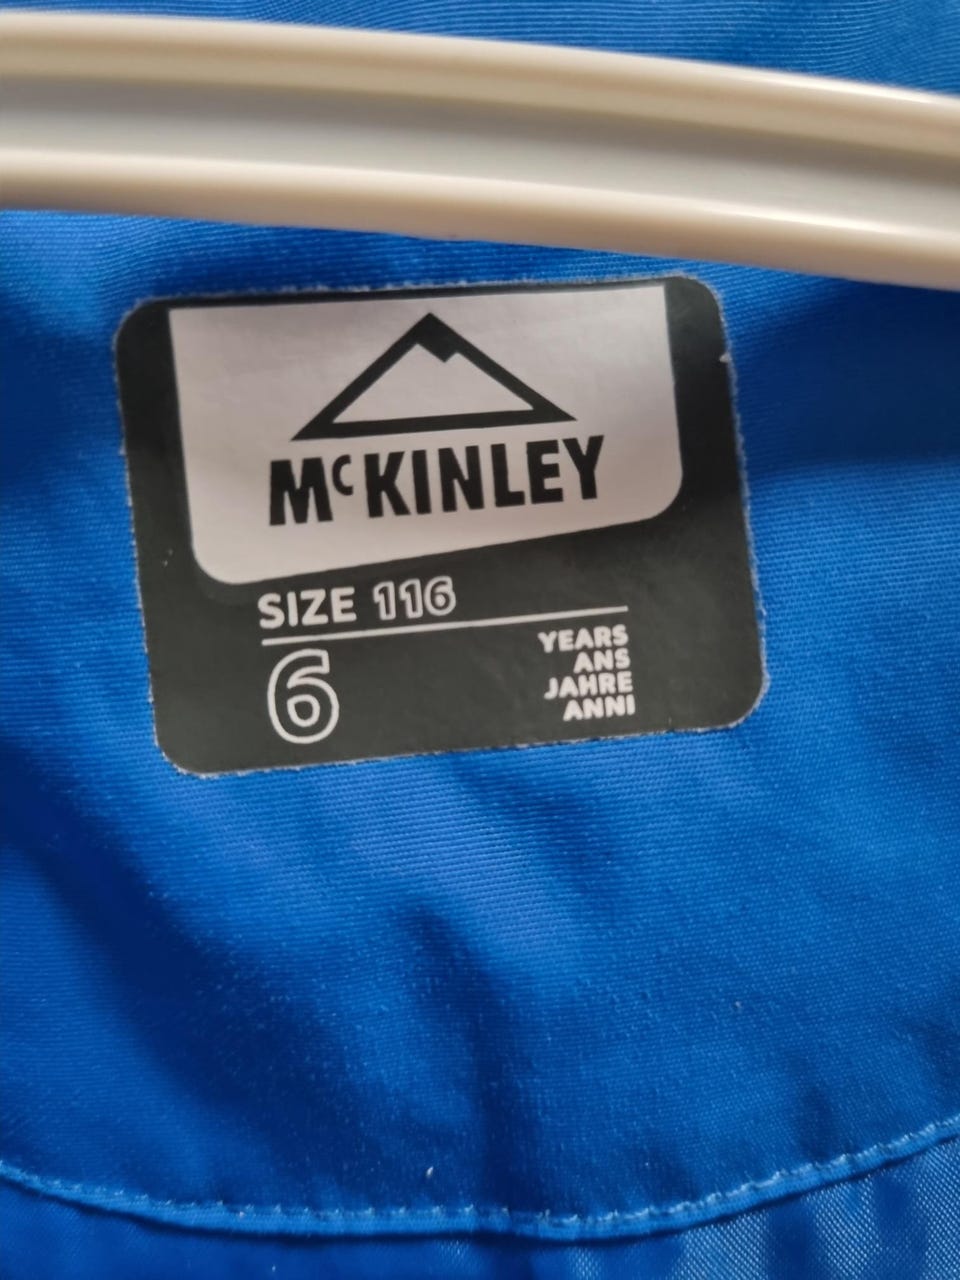 McKINLEY
SIZE 116
6
YEARS
ANS
JAHRE
ANNI